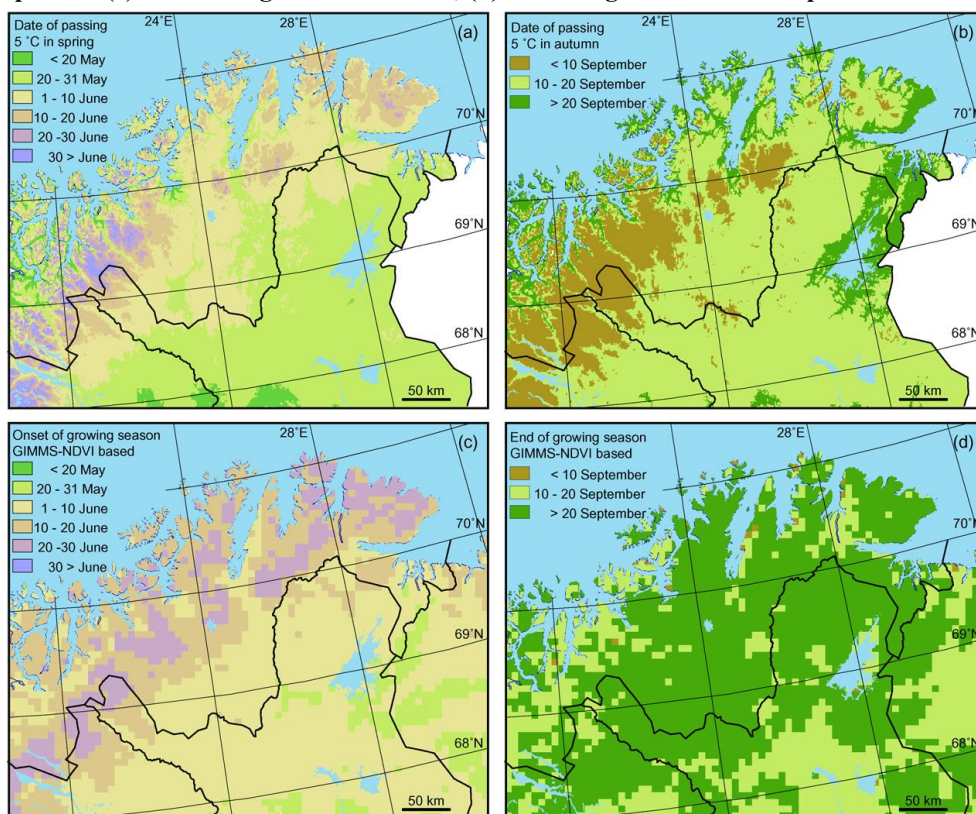 (a) (b)
Date of passing
5 ˚C in spring
< 20 May
20 - 31 May
1 - 10 June
10 - 20 June
20 -30 June
30 > June
24˚E
28˚E
(a)
70˚N
69˚N
68˚N
50 km
Date of passing
5 ˚C in autumn
< 10 September
10 - 20 September
> 20 September
24˚E
28˚E
(b)
70˚N
69˚N
68˚N
50 km
Onset of growing season
GIMMS-NDVI based
< 20 May
20 - 31 May
1 - 10 June
10 - 20 June
20 -30 June
30 > June
28˚E
(c)
70˚N
69˚N
68˚N
50 km
End of growing season
GIMMS-NDVI based
< 10 September
10 - 20 September
> 20 September
28˚E
(d)
70˚N
69˚N
68˚N
50 km